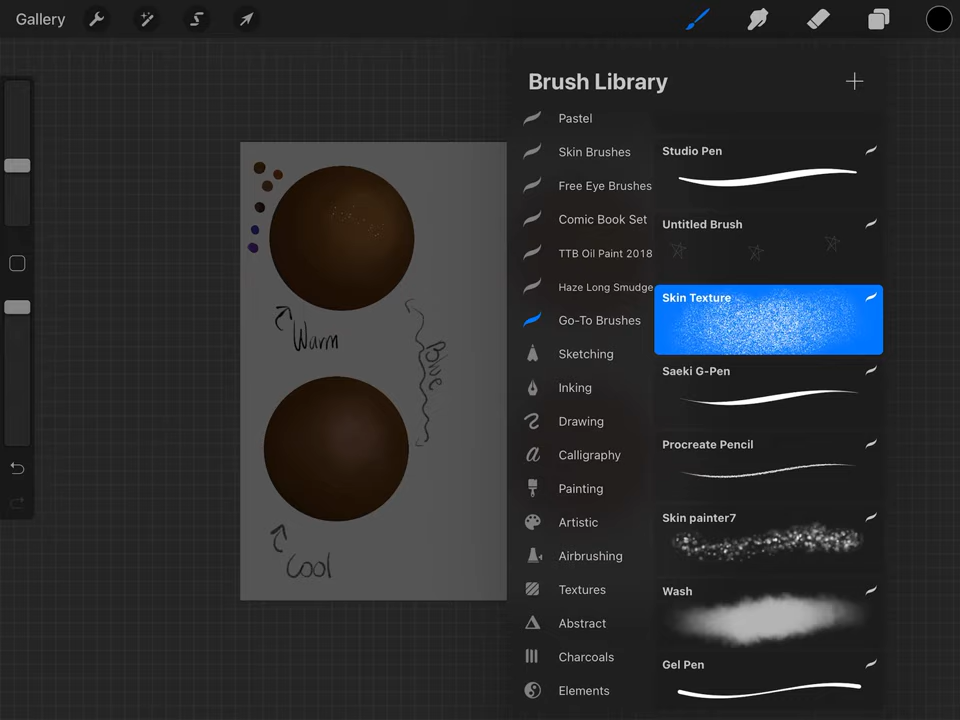 Gallery
Brush Library
Pastel
Skin Brushes
Free Eye Brushes
Comic Book Set
TTB Oil Paint 2018
Haze Long Smudge
Go-To Brushes
Sketching
Inking
Drawing
Calligraphy
Painting
Artistic
Airbrushing
Textures
Abstract
Charcoals
Elements
Studio Pen
Untitled Brush
Skin Texture
Saeki G-Pen
Procreate Pencil
Skin painter7
Wash
Gel Pen
Warm
Blue
Cool